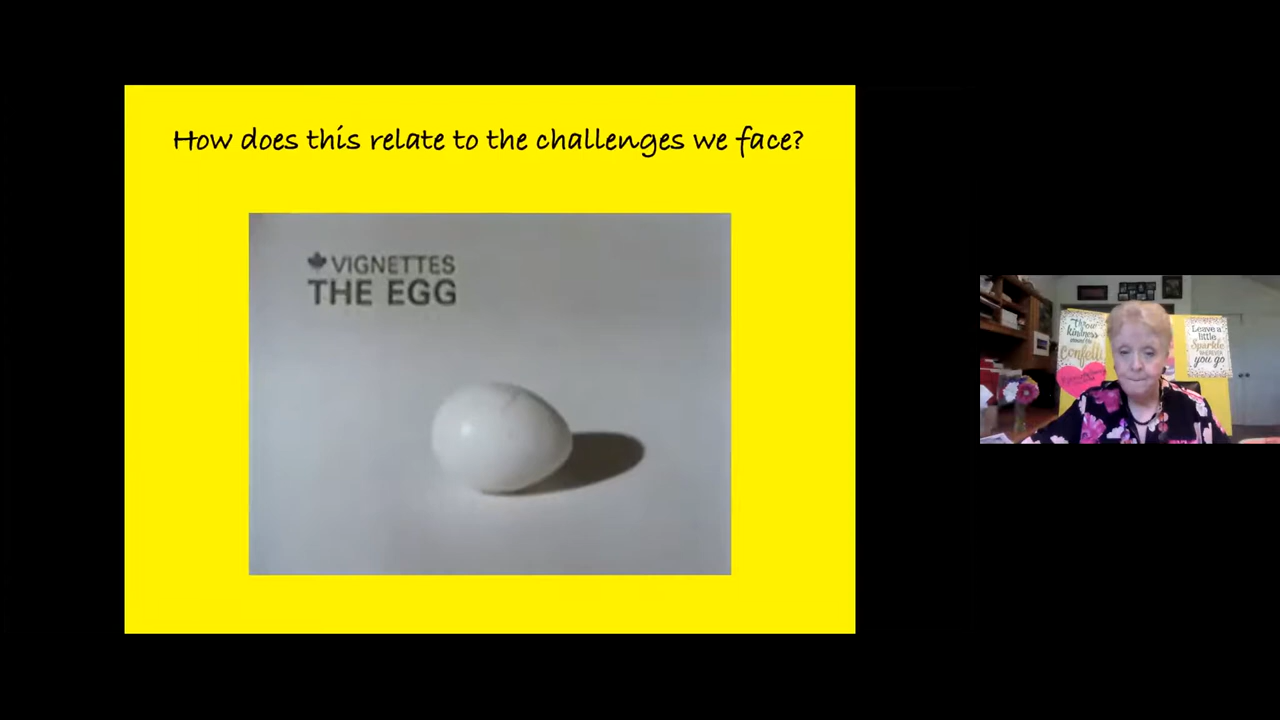 How does this relate to the challenges we face?
VIGNETTES
THE EGG
Throw
kindness
Confetti
Leave a
little
Sparkle
WHEREVER
you go